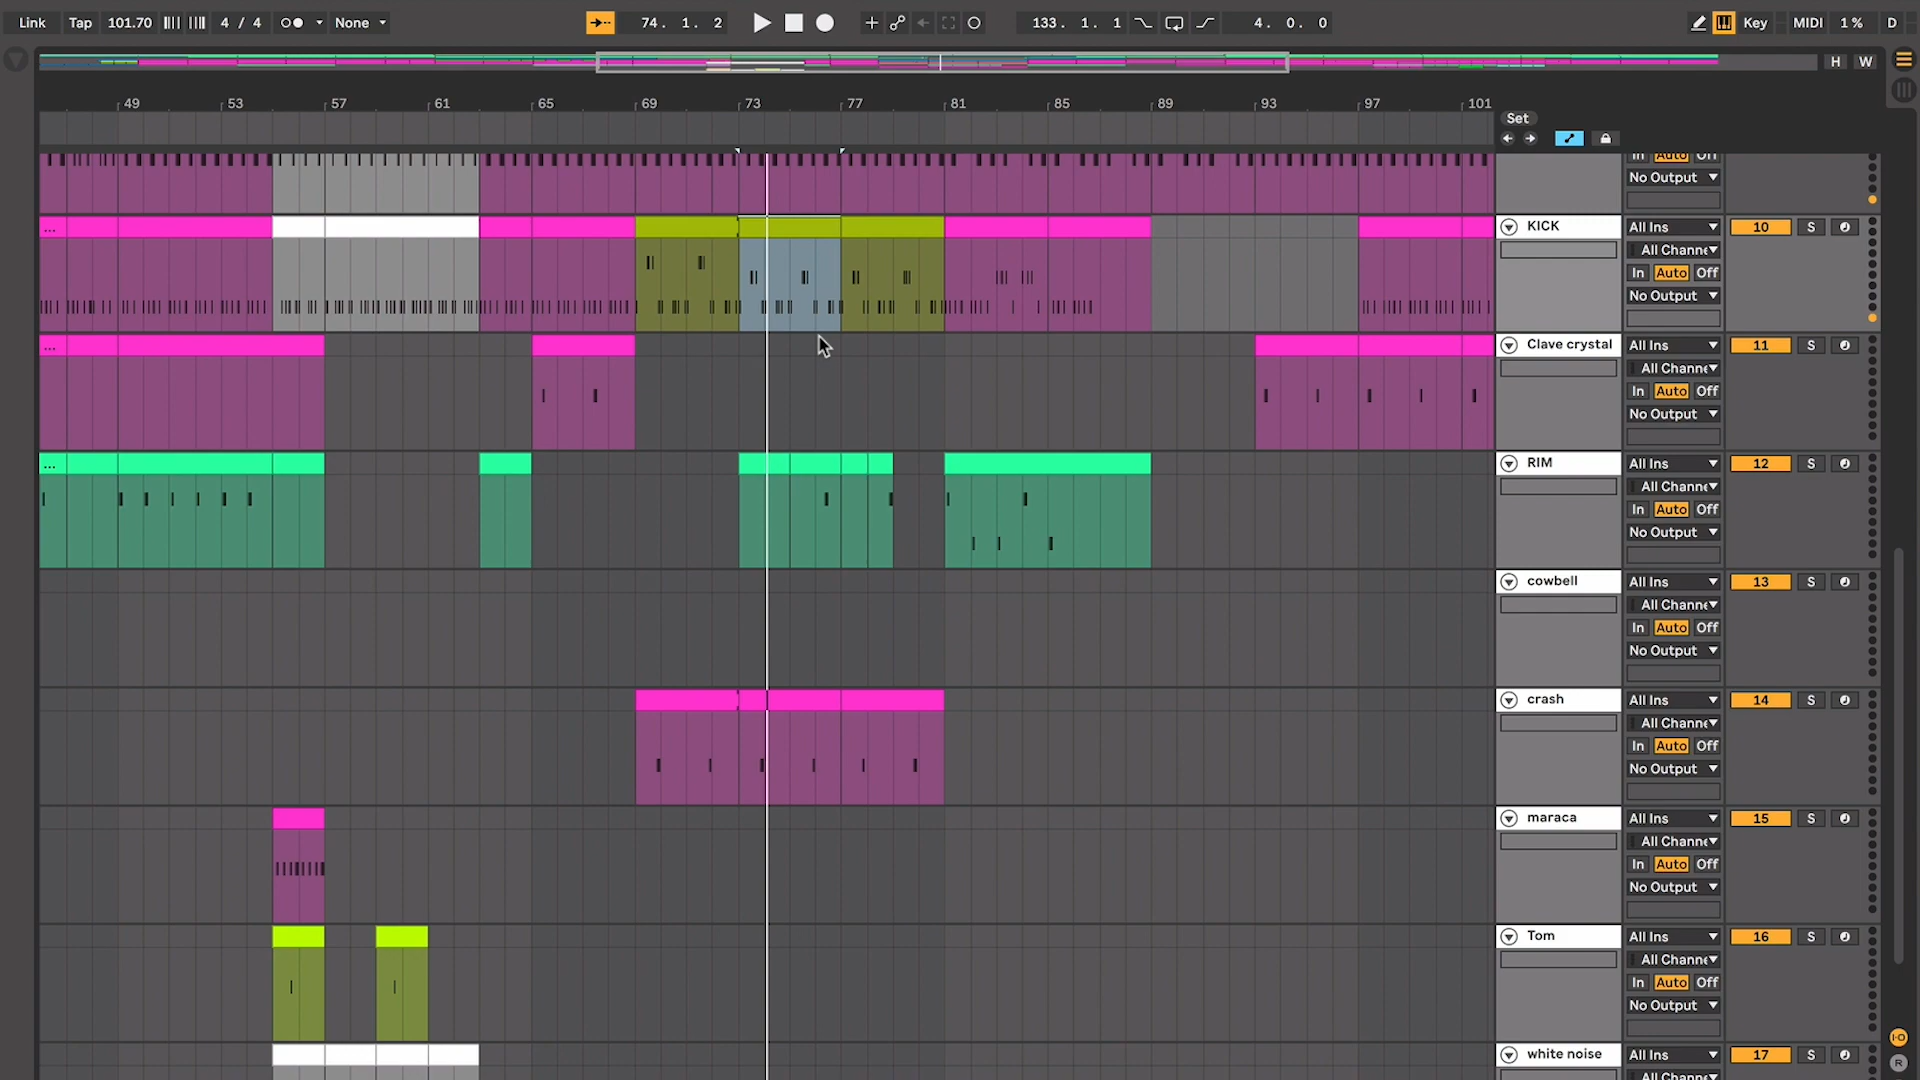 Link Tap 101.70 4 / 4 None 74. 1. 2 133. 1. 1 4. 0. 0 Key MIDI 1 % D
H W
49 53 57 61 65 69 73 77 81 85 89 93 97 101
Set
In Auto Off
No Output
... KICK All Ins 10 S
All Channe
In Auto Off
No Output
... Clave crystal All Ins 11 S
All Channe
In Auto Off
No Output
... RIM All Ins 12 S
All Channe
In Auto Off
No Output
cowbell All Ins 13 S
All Channe
In Auto Off
No Output
crash All Ins 14 S
All Channe
In Auto Off
No Output
maraca All Ins 15 S
All Channe
In Auto Off
No Output
Tom All Ins 16 S
All Channe
In Auto Off
No Output
I-O
white noise All Ins 17 S
R
All Channe